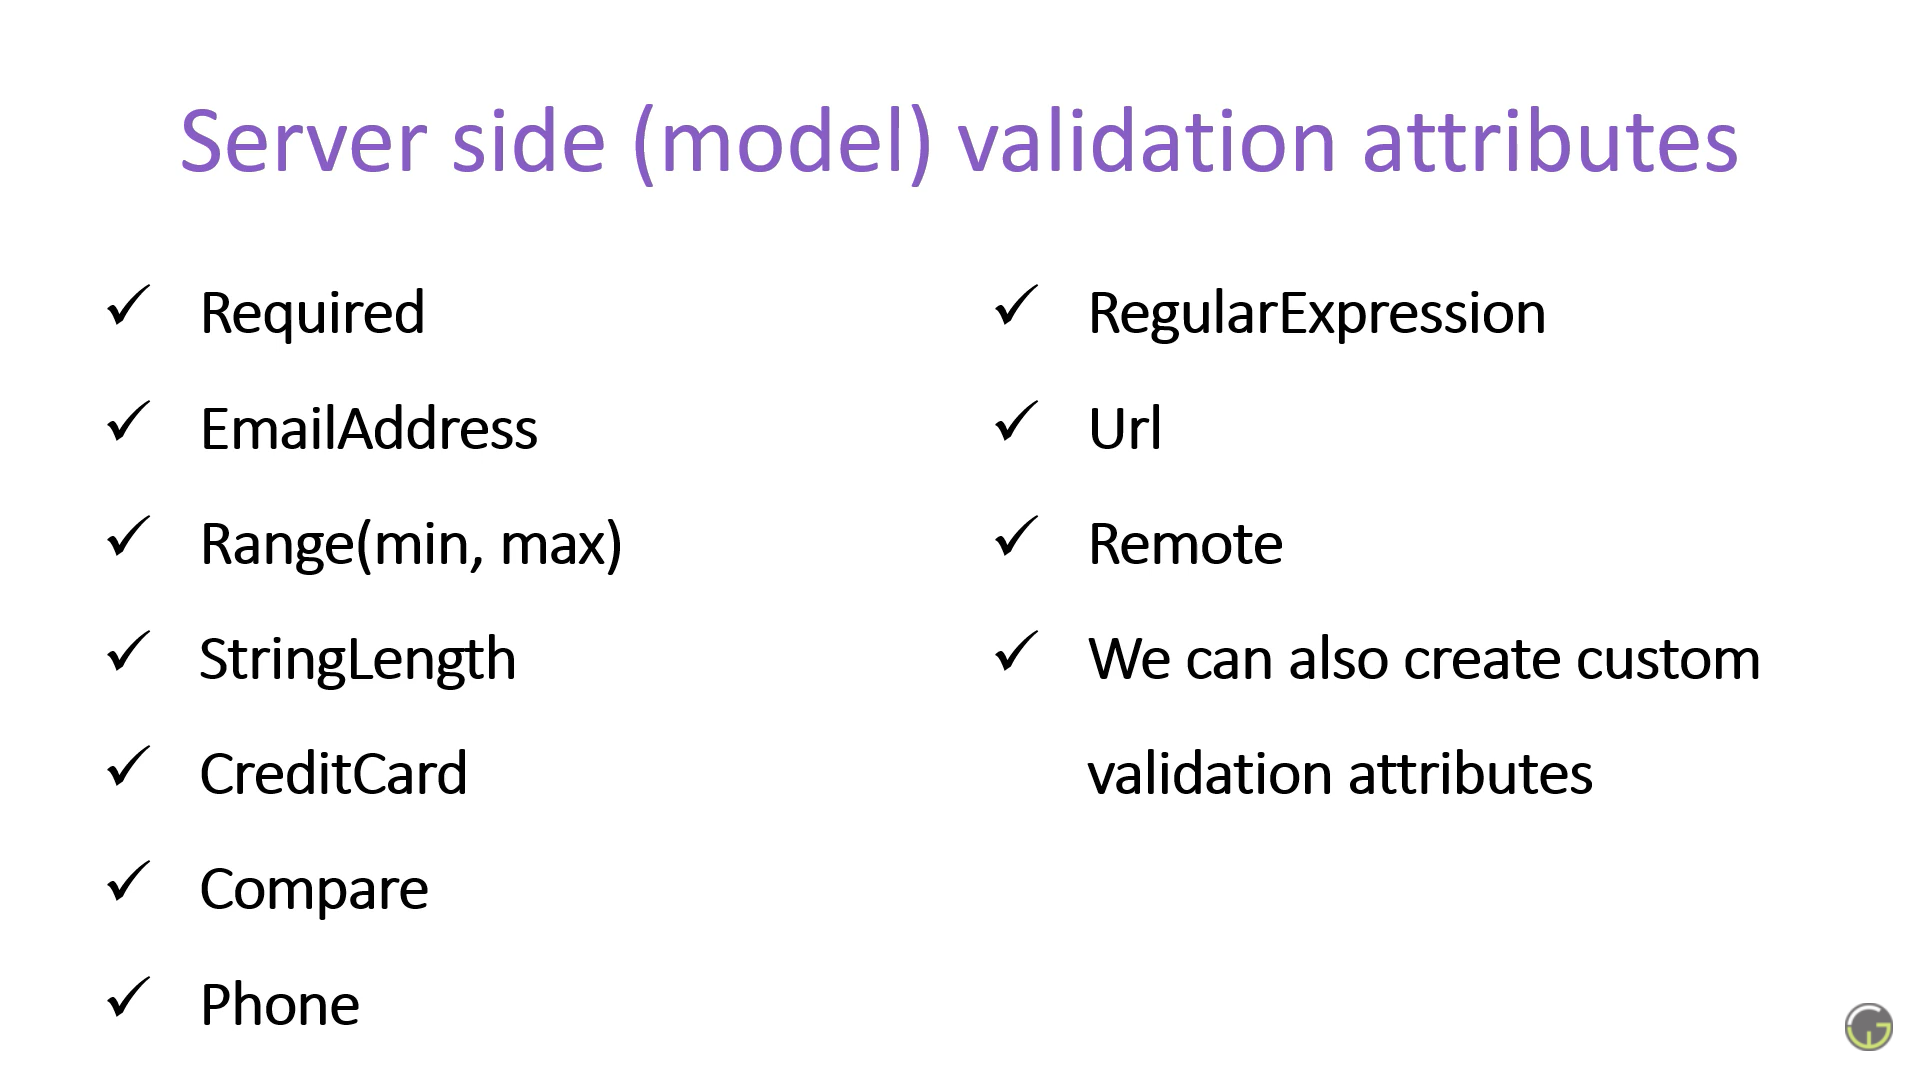 Server side (model) validation attributes
Required
EmailAddress
Range(min, max)
StringLength
CreditCard
Compare
Phone
RegularExpression
Url
Remote
We can also create custom
validation attributes